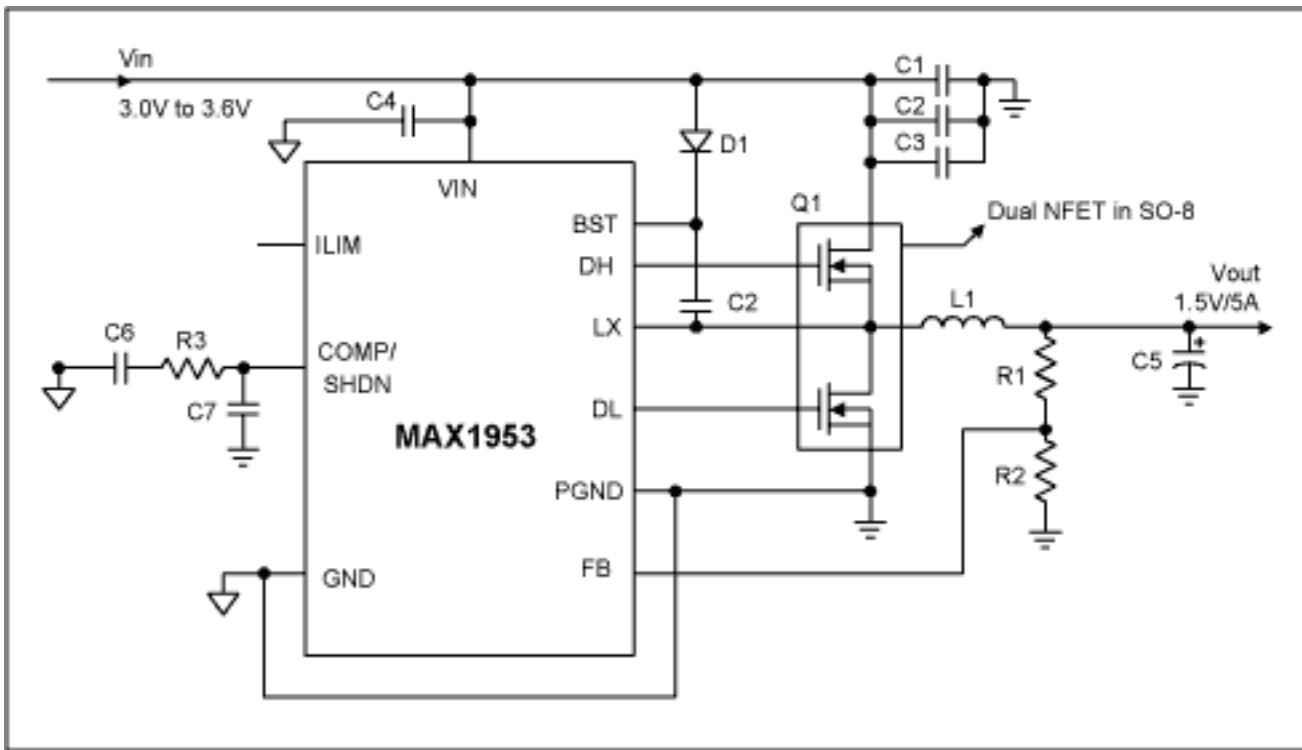 Vin
3.0V to 3.6V
C4
C1
C2
C3
D1
VIN
Q1
Dual NFET in SO-8
BST
ILIM
DH
C2
LX
L1
Vout
1.5V/5A
C6
R3
COMP/
SHDN
C7
R1
C5
DL
MAX1953
R2
PGND
GND
FB